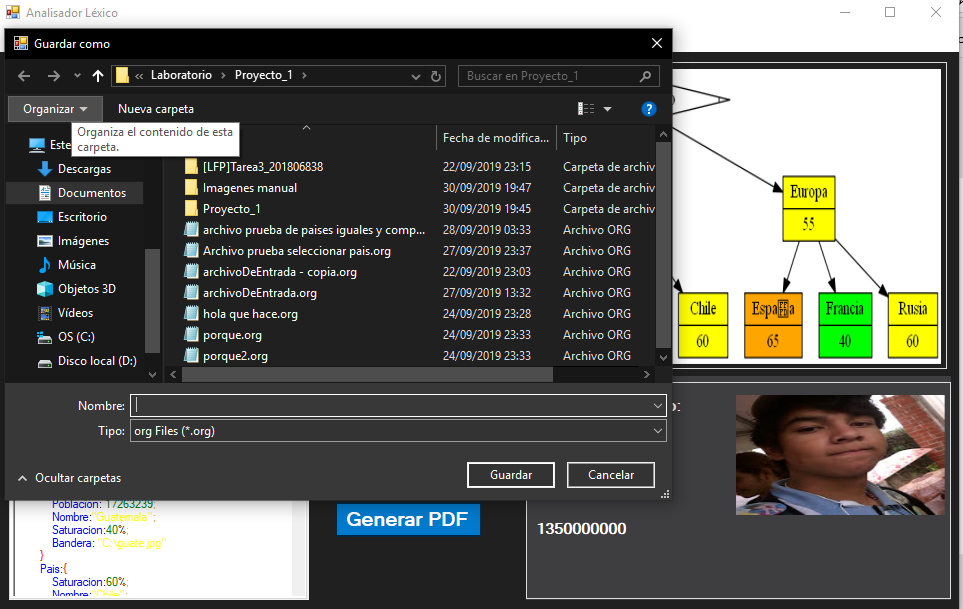 Analisador Léxico
Guardar como
« Laboratorio › Proyecto_1 ›
Buscar en Proyecto_1
Organizar
Nueva carpeta
?
Organiza el contenido de esta
carpeta.
Este
Descargas
Documentos
Escritorio
Imágenes
Música
Objetos 3D
Vídeos
OS (C:)
Disco local (D:)
Fecha de modifica... Tipo
[LFP]Tarea3_201806838 22/09/2019 23:15 Carpeta de archiv
Imagenes manual 30/09/2019 19:47 Carpeta de archiv
Proyecto_1 30/09/2019 19:45 Carpeta de archiv
archivo prueba de paises iguales y comp... 28/09/2019 03:33 Archivo ORG
Archivo prueba seleccionar pais.org 27/09/2019 23:37 Archivo ORG
archivoDeEntrada - copia.org 22/09/2019 23:03 Archivo ORG
archivoDeEntrada.org 27/09/2019 13:32 Archivo ORG
hola que hace.org 24/09/2019 23:28 Archivo ORG
porque.org 24/09/2019 23:33 Archivo ORG
porque2.org 24/09/2019 23:33 Archivo ORG
Nombre:
Tipo: org Files (*.org)
Ocultar carpetas
Guardar
Cancelar
Europa
55
Chile
60
Francia
40
Rusia
60
65
Poblacion: 17263239;
Nombre:"Guatemala";
Saturacion:40%;
Bandera: "C:\guate.jpg"
}
Pais:{
Saturacion:60%;
Nombre:"Chile";
Generar PDF
o:
1350000000